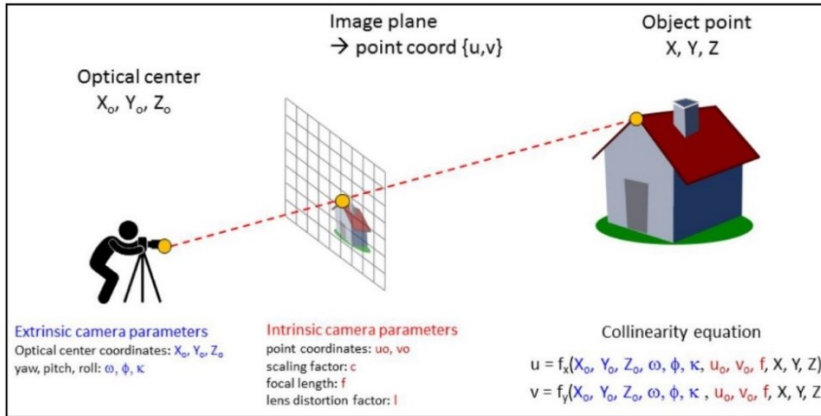 Image plane
→ point coord {u,v}
Object point
X, Y, Z
Optical center
Xₒ, Yₒ, Zₒ
Extrinsic camera parameters
Optical center coordinates: Xₒ, Yₒ, Zₒ
yaw, pitch, roll: ω, ϕ, κ
Intrinsic camera parameters
point coordinates: uo, vo
scaling factor: c
focal length: f
lens distortion factor: l
Collinearity equation
u = fₓ(Xₒ, Yₒ, Zₒ, ω, ϕ, κ, uₒ, vₒ, f, X, Y, Z)
v = fᵧ(Xₒ, Yₒ, Zₒ, ω, ϕ, κ , uₒ, vₒ, f, X, Y, Z